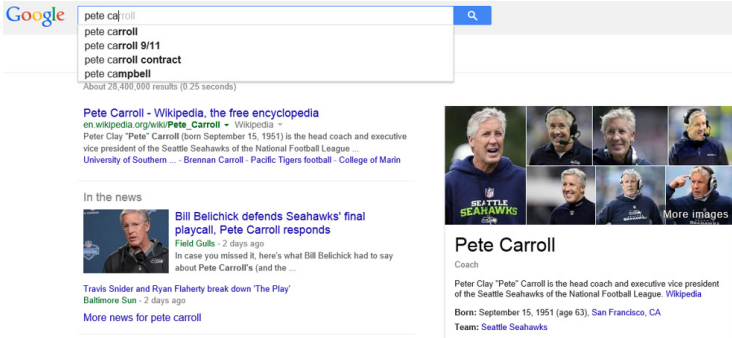 Google
pete carroll
pete carroll
pete carroll 9/11
pete carroll contract
pete campbell
About 28,400,000 results (0.25 seconds)
Pete Carroll - Wikipedia, the free encyclopedia
en.wikipedia.org/wiki/Pete_Carroll ▾ Wikipedia ▾
Peter Clay "Pete" Carroll (born September 15, 1951) is the head coach and executive
vice president of the Seattle Seahawks of the National Football League ...
University of Southern ... - Brennan Carroll - Pacific Tigers football - College of Marin
In the news
Bill Belichick defends Seahawks' final
playcall, Pete Carroll responds
Field Gulls - 2 days ago
In case you missed it, here's what Bill Belichick had to say
about Pete Carroll's (and the ...
Travis Snider and Ryan Flaherty break down 'The Play'
Baltimore Sun - 2 days ago
More news for pete carroll
SEATTLE
SEAHAWKS
More images
Pete Carroll
Coach
Peter Clay "Pete" Carroll is the head coach and executive vice president
of the Seattle Seahawks of the National Football League. Wikipedia
Born: September 15, 1951 (age 63), San Francisco, CA
Team: Seattle Seahawks